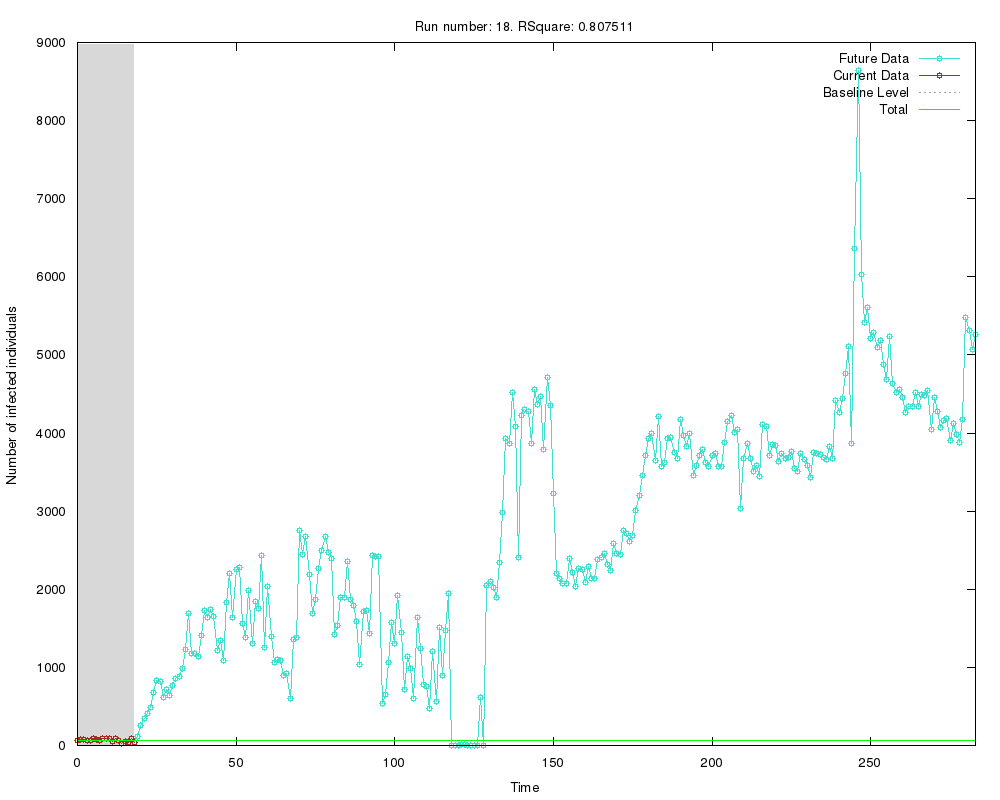 Run number: 18. RSquare: 0.807511
Future Data
Current Data
Baseline Level
Total
9000
8000
7000
6000
5000
4000
3000
2000
1000
0
Number of infected individuals
0 50 100 150 200 250
Time